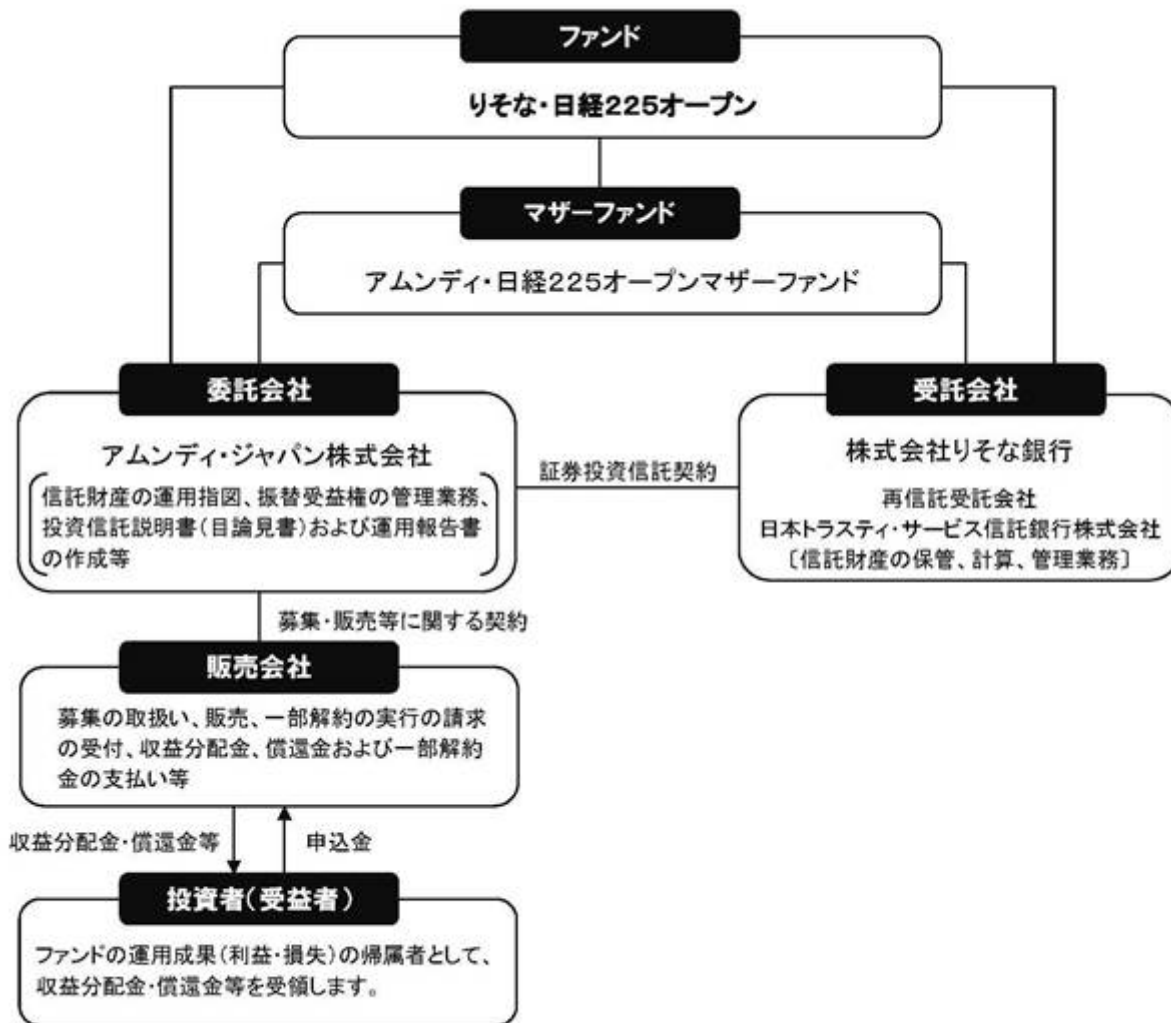 ファンド
りそな・日経225オープン
マザーファンド
アムンディ・日経225オープンマザーファンド
委託会社
アムンディ・ジャパン株式会社
信託財産の運用指図、振替受益権の管理業務、
投資信託説明書(目論見書)および運用報告書
の作成等
証券投資信託契約
受託会社
株式会社りそな銀行
再信託受託会社
日本トラスティ・サービス信託銀行株式会社
〔信託財産の保管、計算、管理業務〕
募集・販売等に関する契約
販売会社
募集の取扱い、販売、一部解約の実行の請求
の受付、収益分配金、償還金および一部解約
金の支払い等
収益分配金・償還金等
申込金
投資者(受益者)
ファンドの運用成果(利益・損失)の帰属者として、
収益分配金・償還金等を受領します。